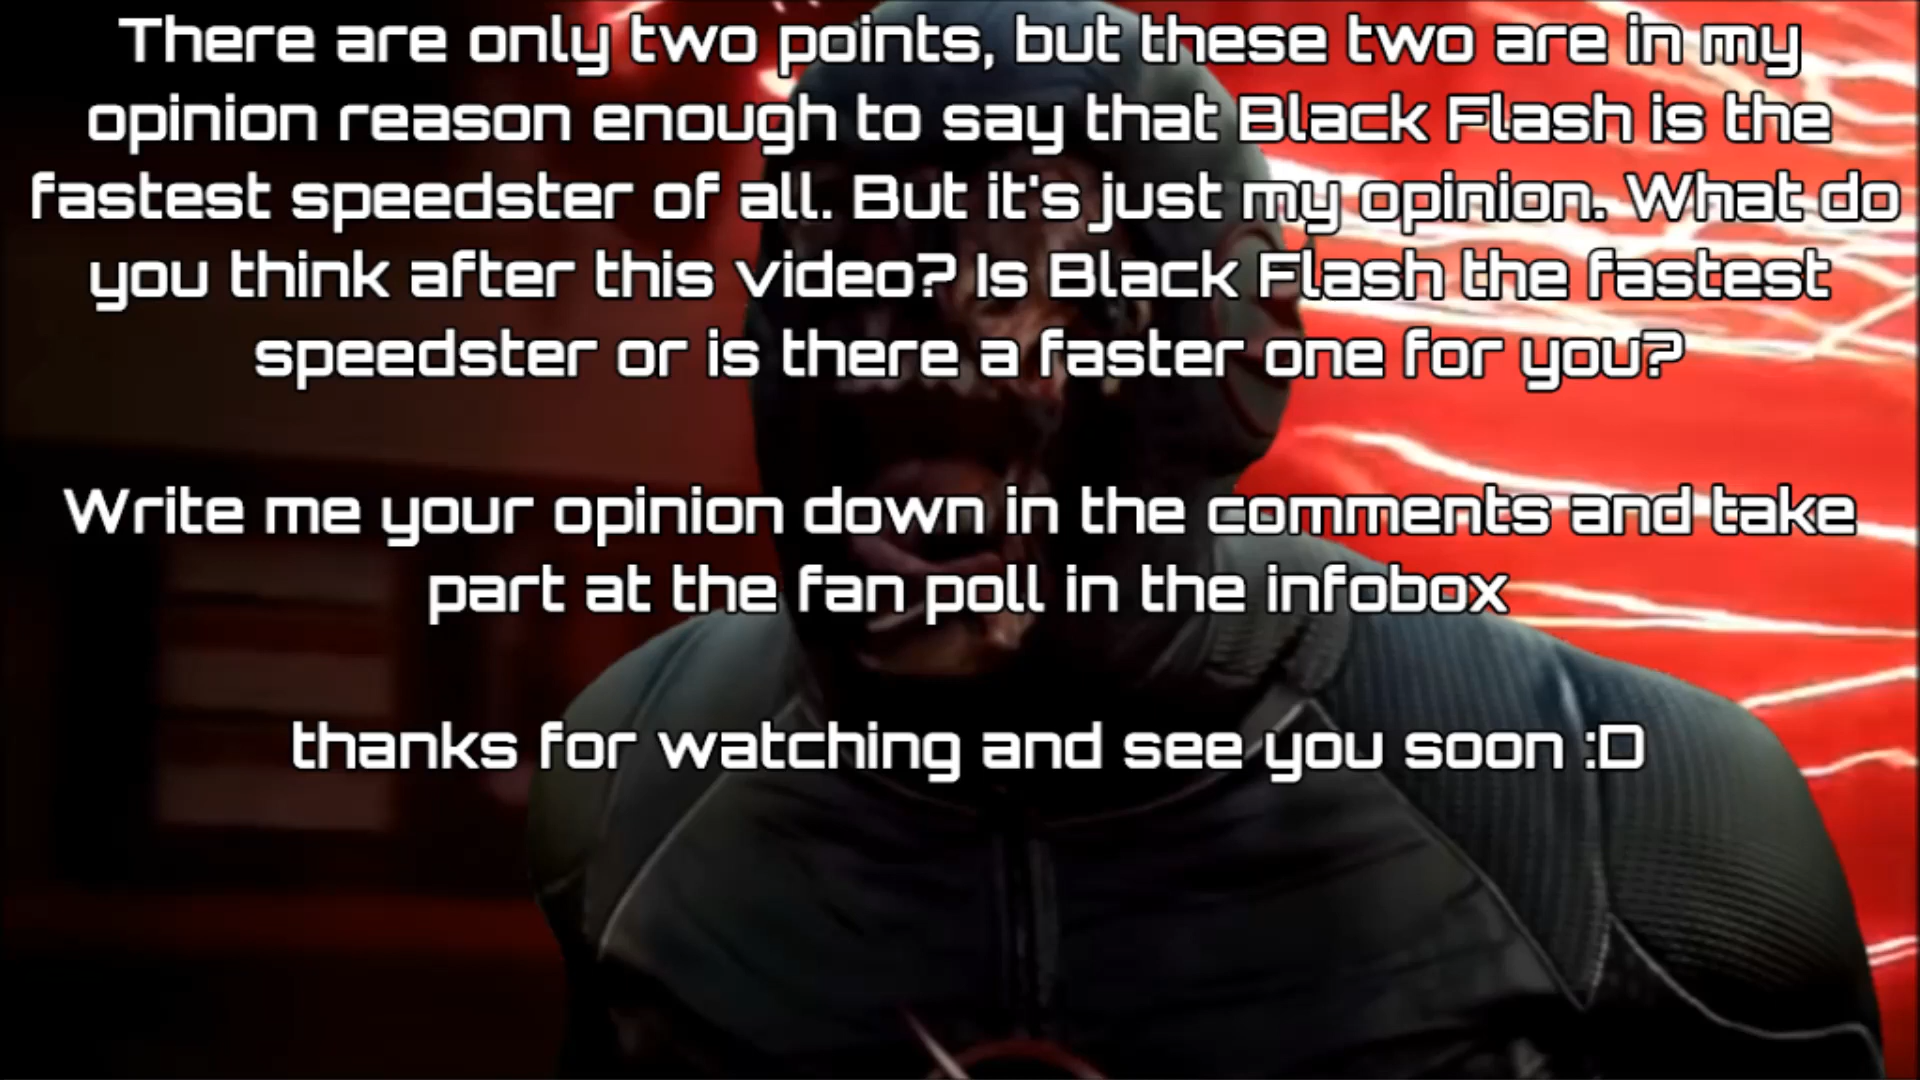 There are only two points, but these two are in my
opinion reason enough to say that Black Flash is the
fastest speedster of all. But it's just my opinion. What do
you think after this video? Is Black Flash the fastest
speedster or is there a faster one for you?
Write me your opinion down in the comments and take
part at the fan poll in the infobox
thanks for watching and see you soon :D